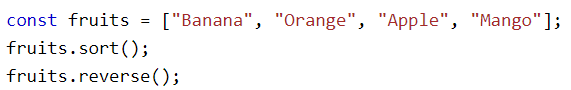 const fruits = ["Banana", "Orange", "Apple", "Mango"];
fruits.sort();
fruits.reverse();